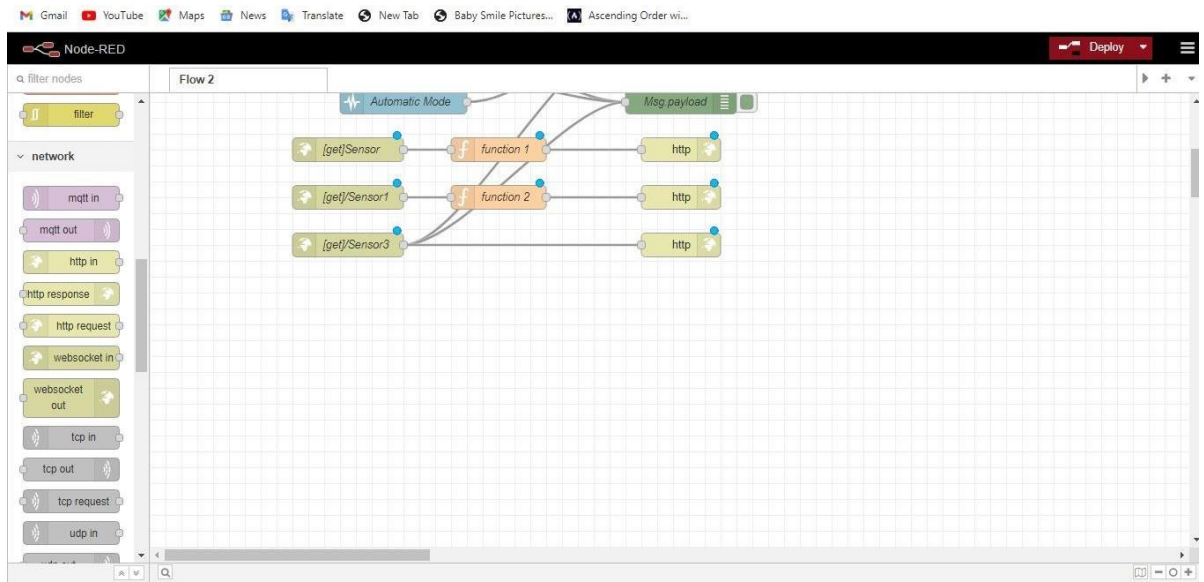 Gmail YouTube Maps News Translate New Tab Baby Smile Pictures... Ascending Order wi...
Node-RED Deploy
filter nodes Flow 2
filter
network
mqtt in
mqtt out
http in
http response
http request
websocket in
websocket
out
tcp in
tcp out
tcp request
udp in
Automatic Mode Msg.payload
[get]Sensor function 1 http
[get]/Sensor1 function 2 http
[get]/Sensor3 http